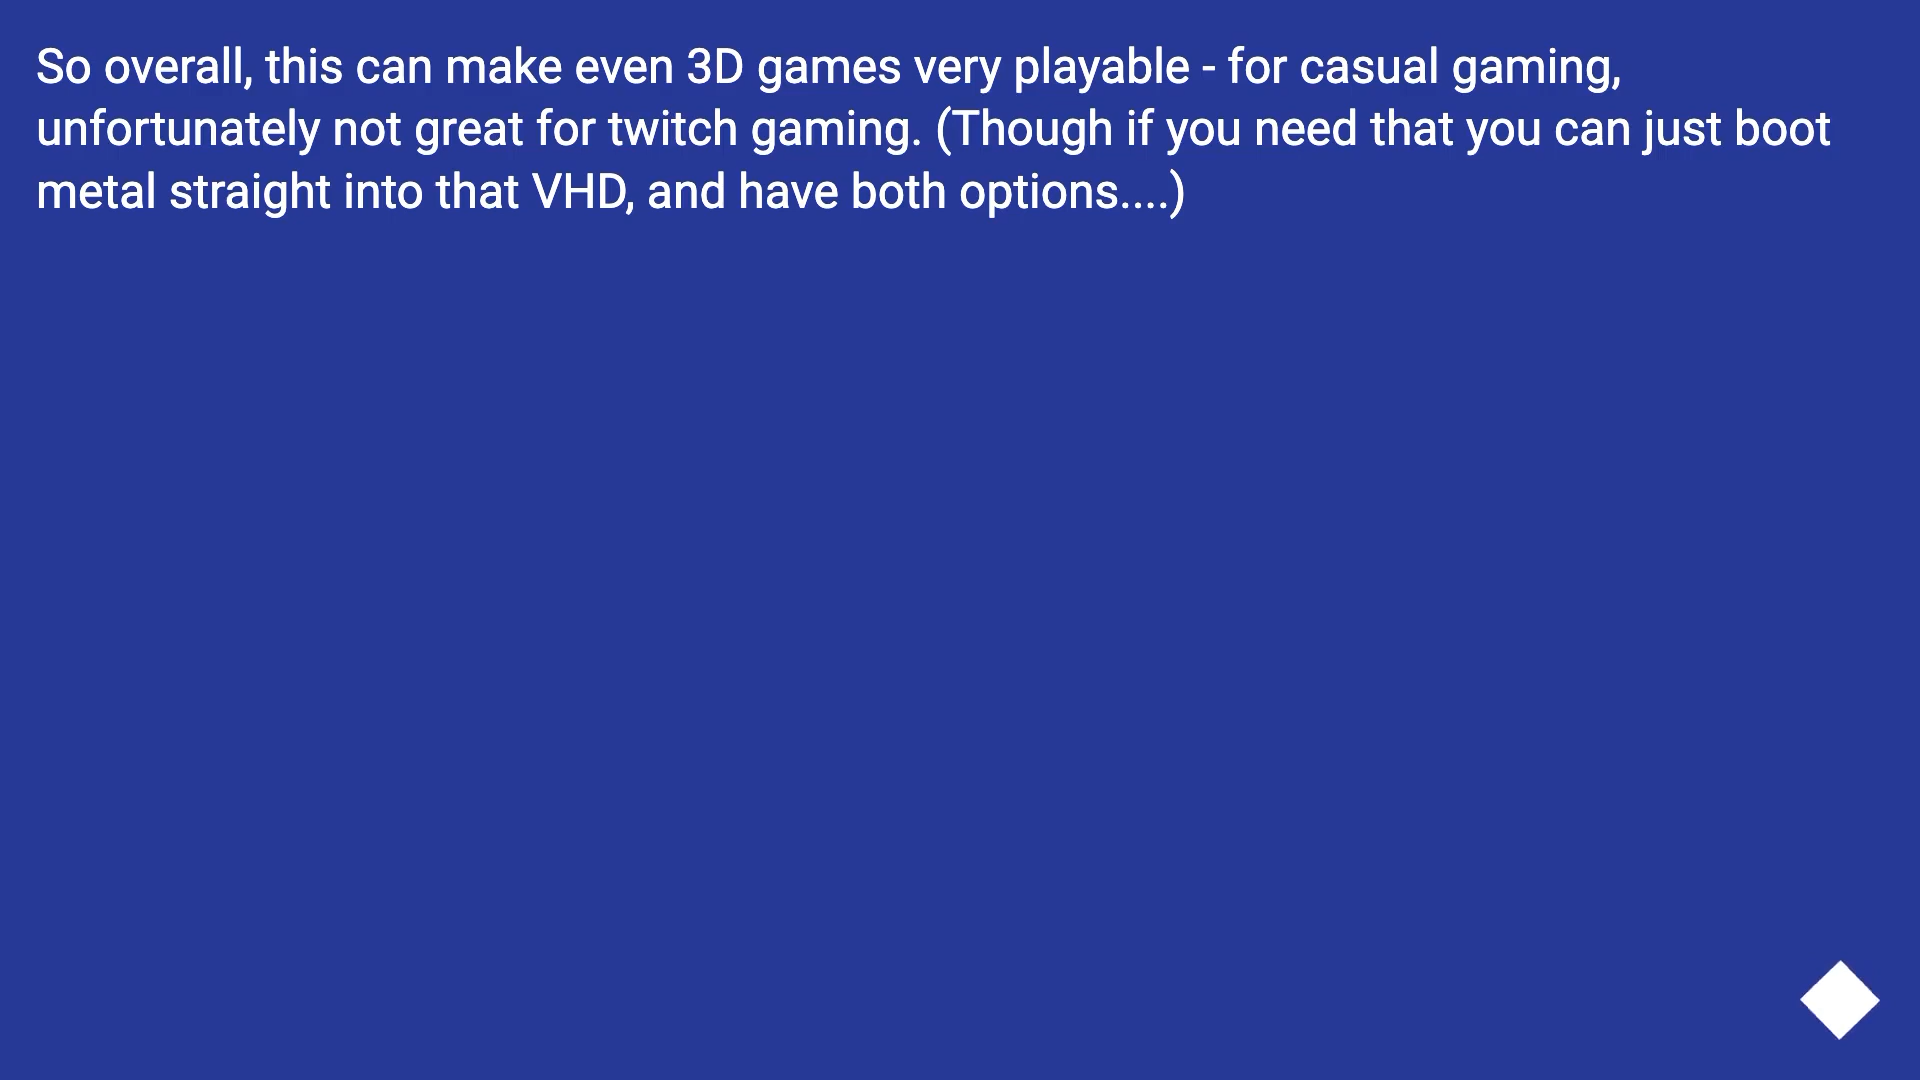 So overall, this can make even 3D games very playable - for casual gaming,
unfortunately not great for twitch gaming. (Though if you need that you can just boot
metal straight into that VHD, and have both options....)